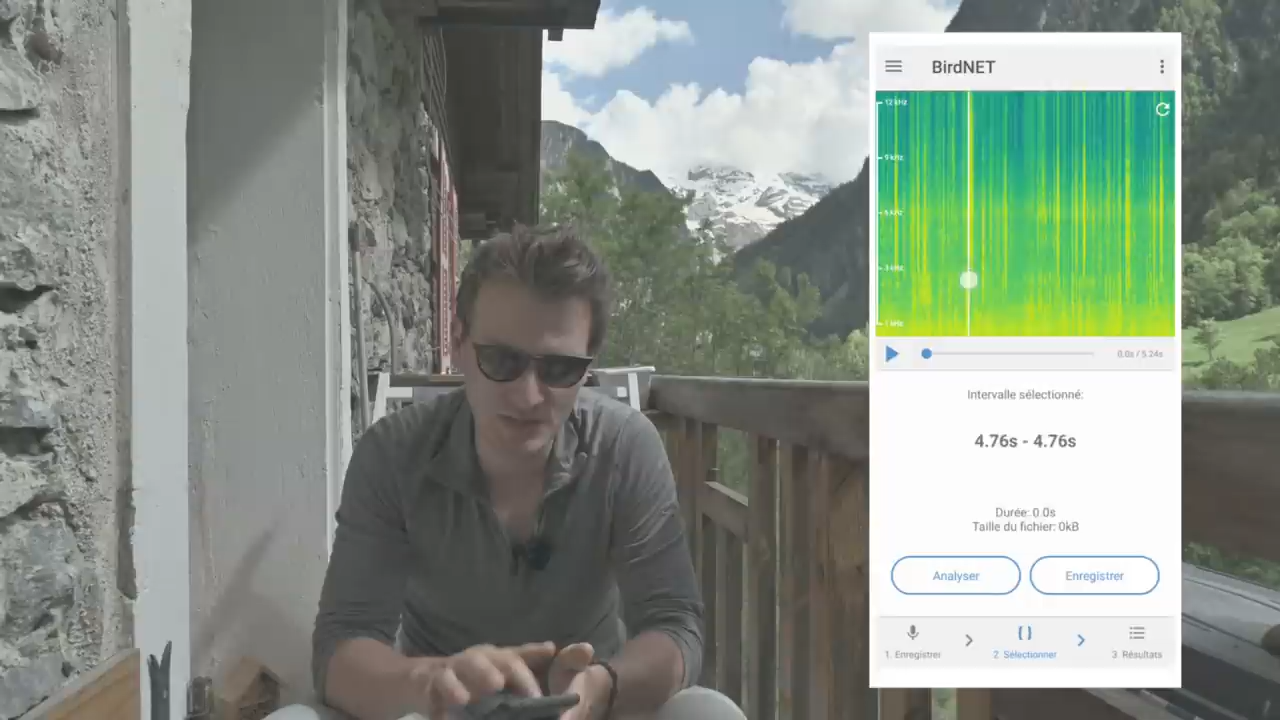 BirdNET
12 kHz
9 kHz
6 kHz
3 kHz
1 kHz
0.0s / 5.24s
Intervalle sélectionné:
4.76s - 4.76s
Durée: 0.0s
Taille du fichier: 0kB
Analyser
Enregistrer
1. Enregistrer
2. Sélectionner
3. Résultats